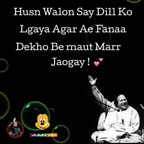 Husn Walon Say Dill Ko
Lgaya Agar Ae Fanaa
Dekho Be maut Marr
Jaogay ! 💕